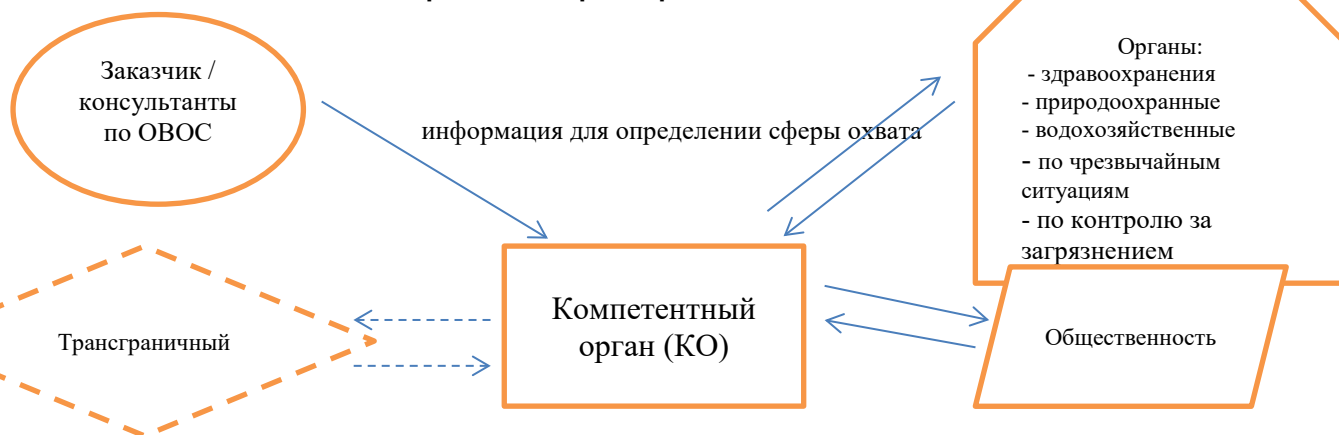 Заказчик /
консультанты
по ОВОС
информация для определении сферы охвата
Органы:
- здравоохранения
- природоохранные
- водохозяйственные
- по чрезвычайным
ситуациям
- по контролю за
загрязнением
Трансграничный
Компетентный
орган (КО)
Общественность